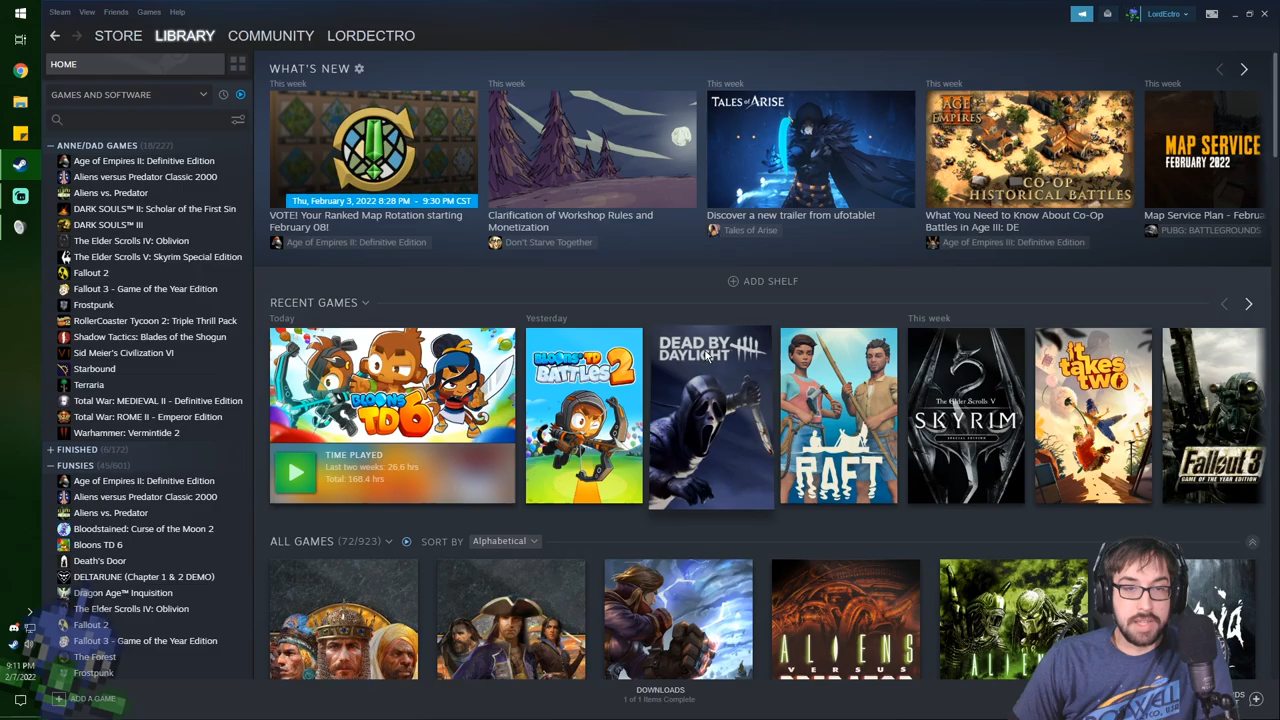 Steam View Friends Games Help
LordEctro
STORE LIBRARY COMMUNITY LORDECTRO
HOME
GAMES AND SOFTWARE
ANNE/DAD GAMES (18/227)
Age of Empires II: Definitive Edition
Aliens versus Predator Classic 2000
Aliens vs. Predator
DARK SOULS™ II: Scholar of the First Sin
DARK SOULS™ III
The Elder Scrolls IV: Oblivion
The Elder Scrolls V: Skyrim Special Edition
Fallout 2
Fallout 3 - Game of the Year Edition
Frostpunk
RollerCoaster Tycoon 2: Triple Thrill Pack
Shadow Tactics: Blades of the Shogun
Sid Meier's Civilization VI
Starbound
Terraria
Total War: MEDIEVAL II - Definitive Edition
Total War: ROME II - Emperor Edition
Warhammer: Vermintide 2
FINISHED (6/172)
FUNSIES (45/601)
Age of Empires II: Definitive Edition
Aliens versus Predator Classic 2000
Aliens vs. Predator
Bloodstained: Curse of the Moon 2
Bloons TD 6
Death's Door
DELTARUNE (Chapter 1 & 2 DEMO)
Dragon Age™ Inquisition
The Elder Scrolls IV: Oblivion
Fallout 2
Fallout 3 - Game of the Year Edition
The Forest
Frostpunk
ADD A GAME
9:11 PM
2/7/2022
WHAT'S NEW
This week
Thu, February 3, 2022 8:28 PM - 9:30 PM CST
VOTE! Your Ranked Map Rotation starting
February 08!
Age of Empires II: Definitive Edition
This week
Clarification of Workshop Rules and
Monetization
Don't Starve Together
This week
TALES of ARISE
Discover a new trailer from ufotable!
Tales of Arise
This week
AGE OF
EMPIRES
CO-OP
HISTORICAL BATTLES
What You Need to Know About Co-Op
Battles in Age III: DE
Age of Empires III: Definitive Edition
This week
MAP SERVICE
FEBRUARY 2022
Map Service Plan - Februa
PUBG: BATTLEGROUNDS
ADD SHELF
RECENT GAMES
Today
BLOONS
TD 6
TIME PLAYED
Last two weeks: 26.6 hrs
Total: 168.4 hrs
Yesterday
BLOONS TD
BATTLES 2
DEAD BY
DAYLIGHT
RAFT
This week
The Elder Scrolls V
SKYRIM
SPECIAL EDITION
it
takes
two
Fallout 3
GAME OF THE YEAR EDITION
ALL GAMES (72/923) SORT BY Alphabetical
ALIENS
VERSUS
PREDATOR
DOWNLOADS
1 of 1 Items Complete